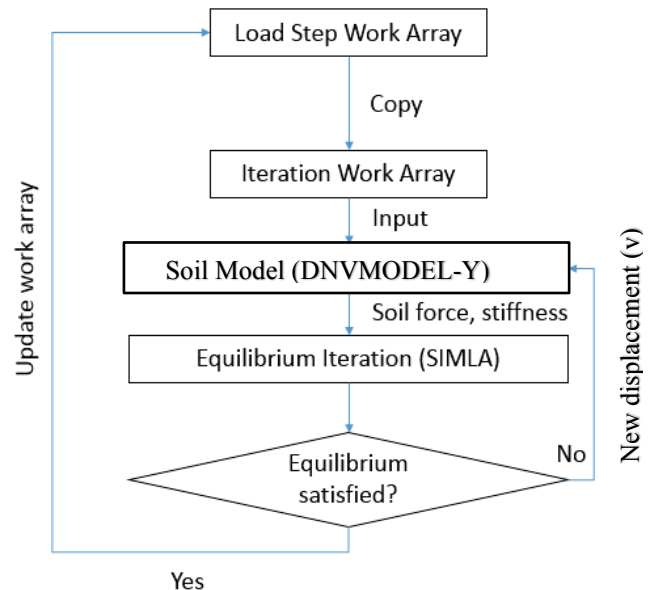 Load Step Work Array
Copy
Iteration Work Array
Input
Soil Model (DNVMODEL-Y)
Soil force, stiffness
Equilibrium Iteration (SIMLA)
Equilibrium
satisfied?
No
Yes
Update work array
New displacement (v)